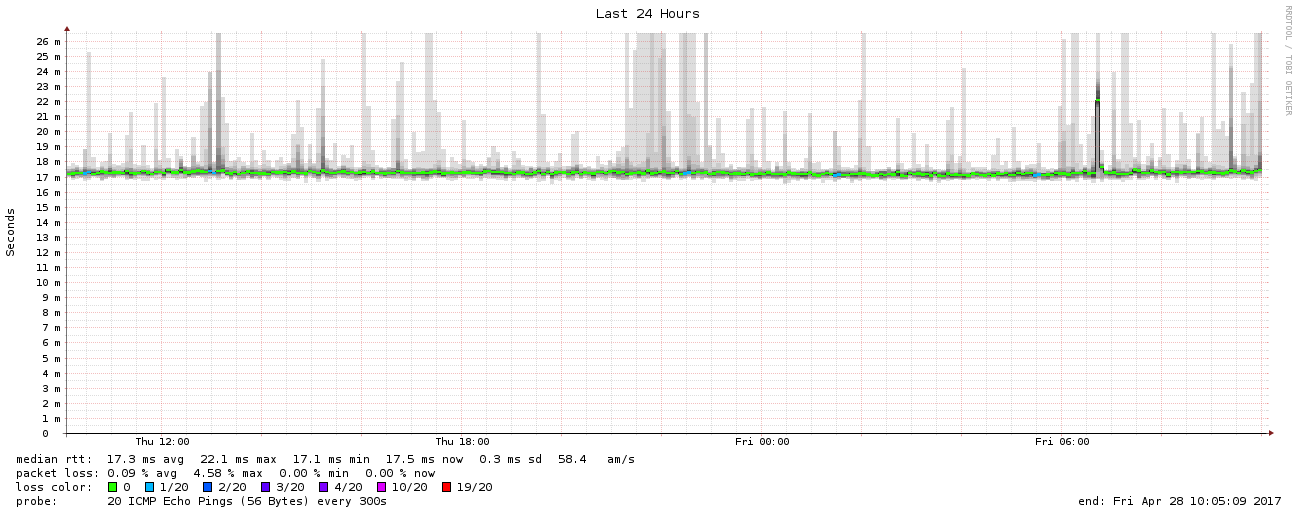 Last 24 Hours
RRDTOOL / TOBI OETIKER
26 m
25 m
24 m
23 m
22 m
21 m
20 m
19 m
18 m
17 m
16 m
15 m
14 m
13 m
12 m
11 m
10 m
9 m
8 m
7 m
6 m
5 m
4 m
3 m
2 m
1 m
0
Seconds
Thu 12:00 Thu 18:00 Fri 00:00 Fri 06:00
median rtt: 17.3 ms avg 22.1 ms max 17.1 ms min 17.5 ms now 0.3 ms sd 58.4 am/s
packet loss: 0.09 % avg 4.58 % max 0.00 % min 0.00 % now
loss color: 0 1/20 2/20 3/20 4/20 10/20 19/20
probe: 20 ICMP Echo Pings (56 Bytes) every 300s end: Fri Apr 28 10:05:09 2017